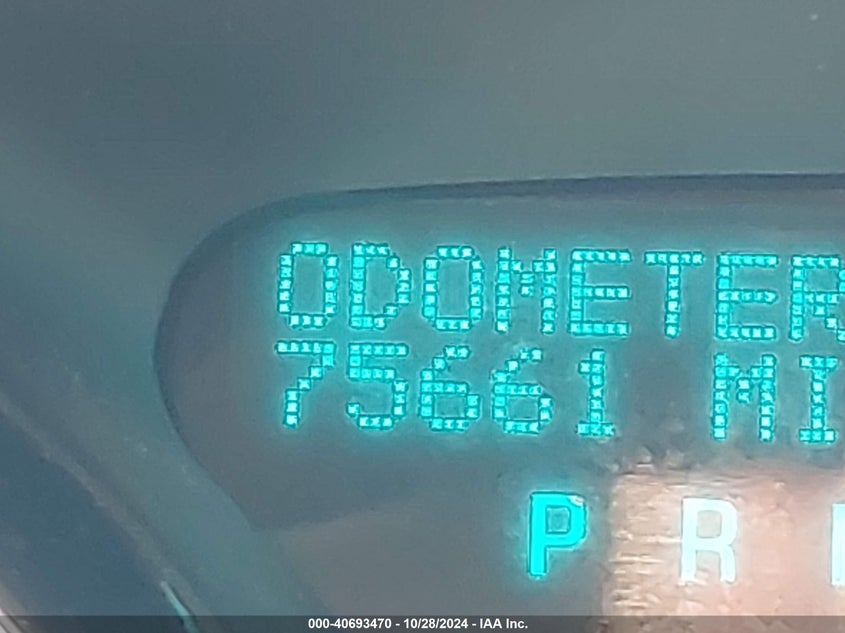 ODOMETER
75661 MI
P R
000-40693470 - 10/28/2024 - IAA Inc.